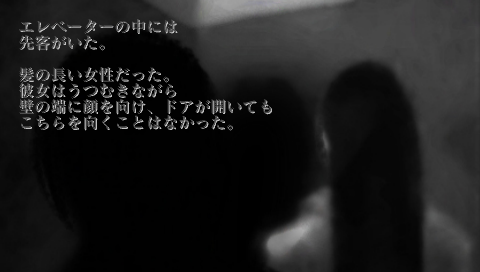 エレベーターの中には
先客がいた。
髪の長い女性だった。
彼女はうつむきながら
壁の端に顔を向け、ドアが開いても
こちらを向くことはなかった。